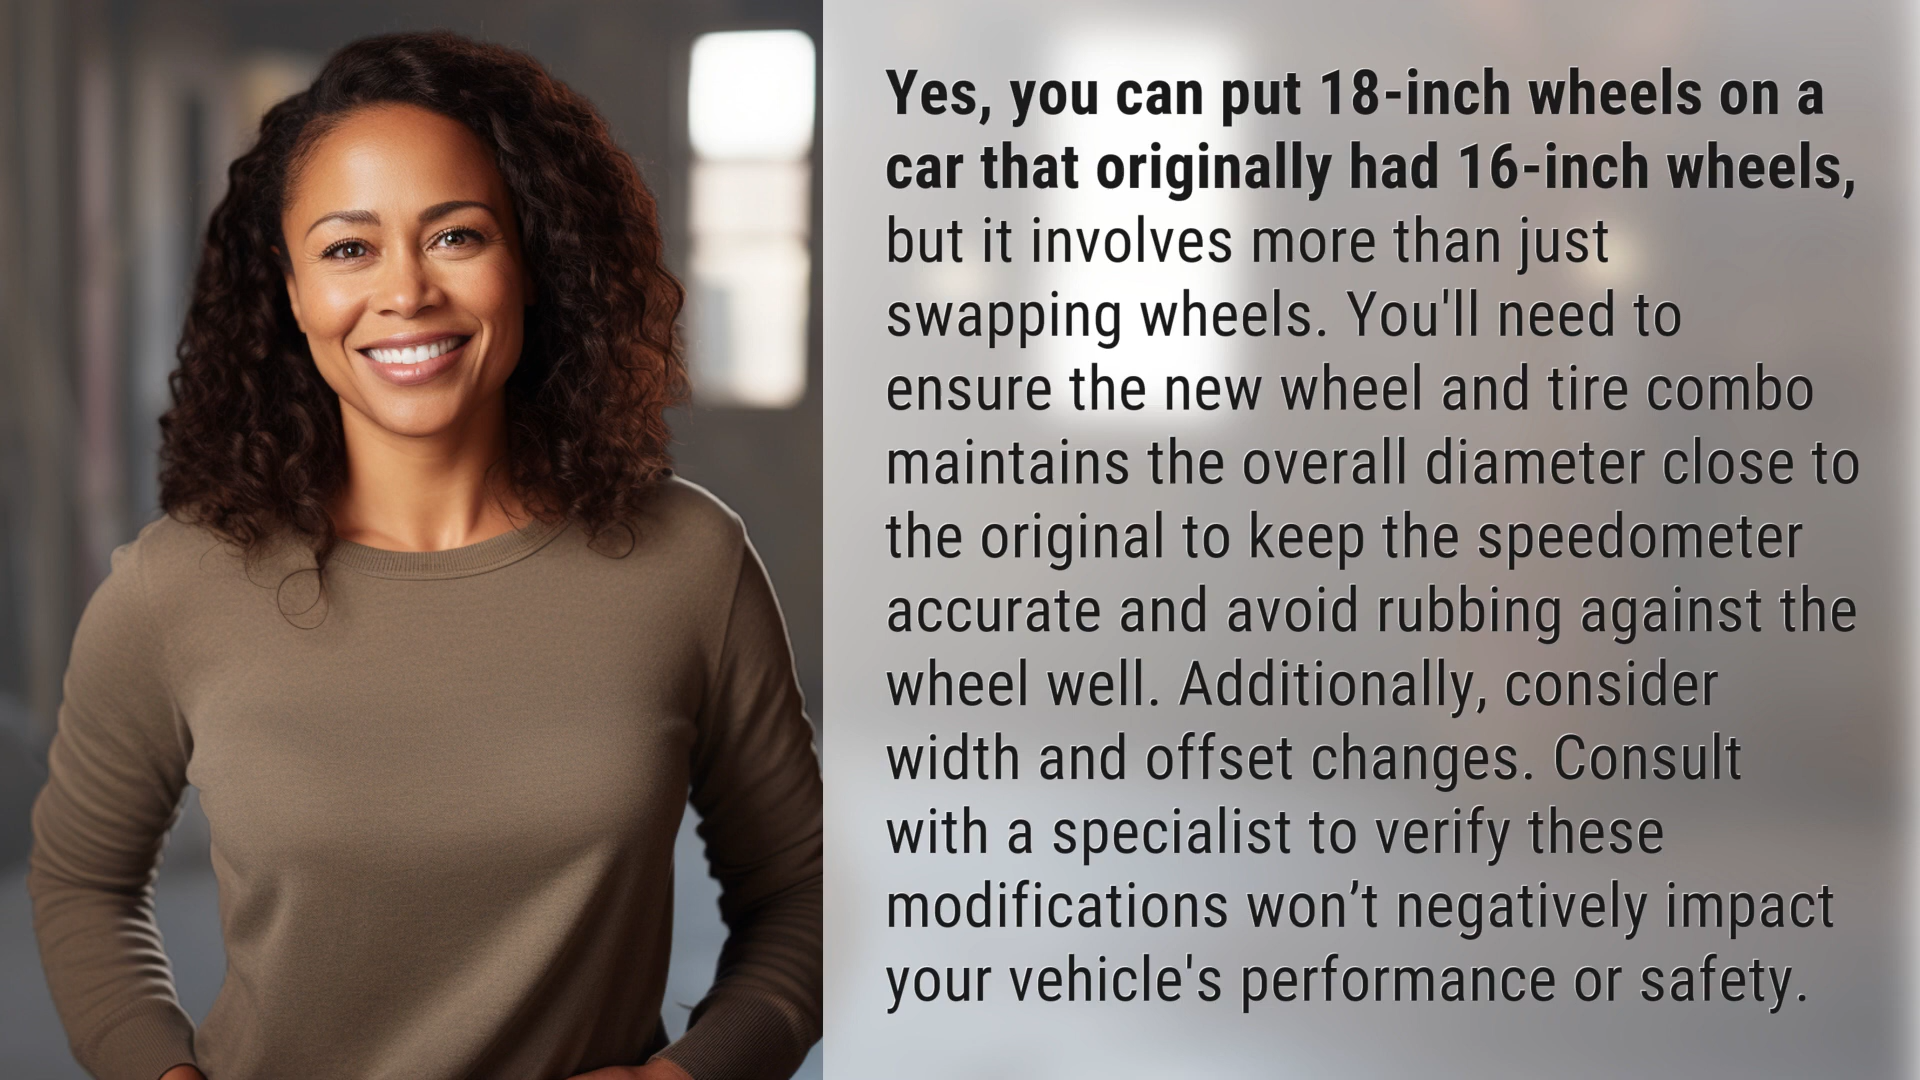 Yes, you can put 18-inch wheels on a
car that originally had 16-inch wheels,
but it involves more than just
swapping wheels. You'll need to
ensure the new wheel and tire combo
maintains the overall diameter close to
the original to keep the speedometer
accurate and avoid rubbing against the
wheel well. Additionally, consider
width and offset changes. Consult
with a specialist to verify these
modifications won’t negatively impact
your vehicle's performance or safety.